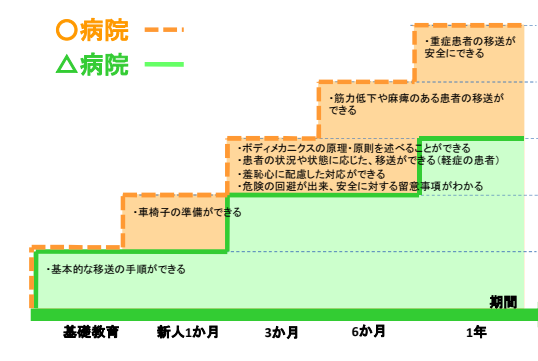 〇病院
△病院
・重症患者の移送が
安全にできる
・筋力低下や麻痺のある患者の移送が
できる
・ボディメカニクスの原理・原則を述べることができる
・患者の状況や状態に応じた、移送ができる（軽症の患者）
・羞恥心に配慮した対応ができる
・危険の回避が出来、安全に対する留意事項がわかる
・車椅子の準備ができる
・基本的な移送の手順ができる
期間
基礎教育
新人1か月
3か月
6か月
1年